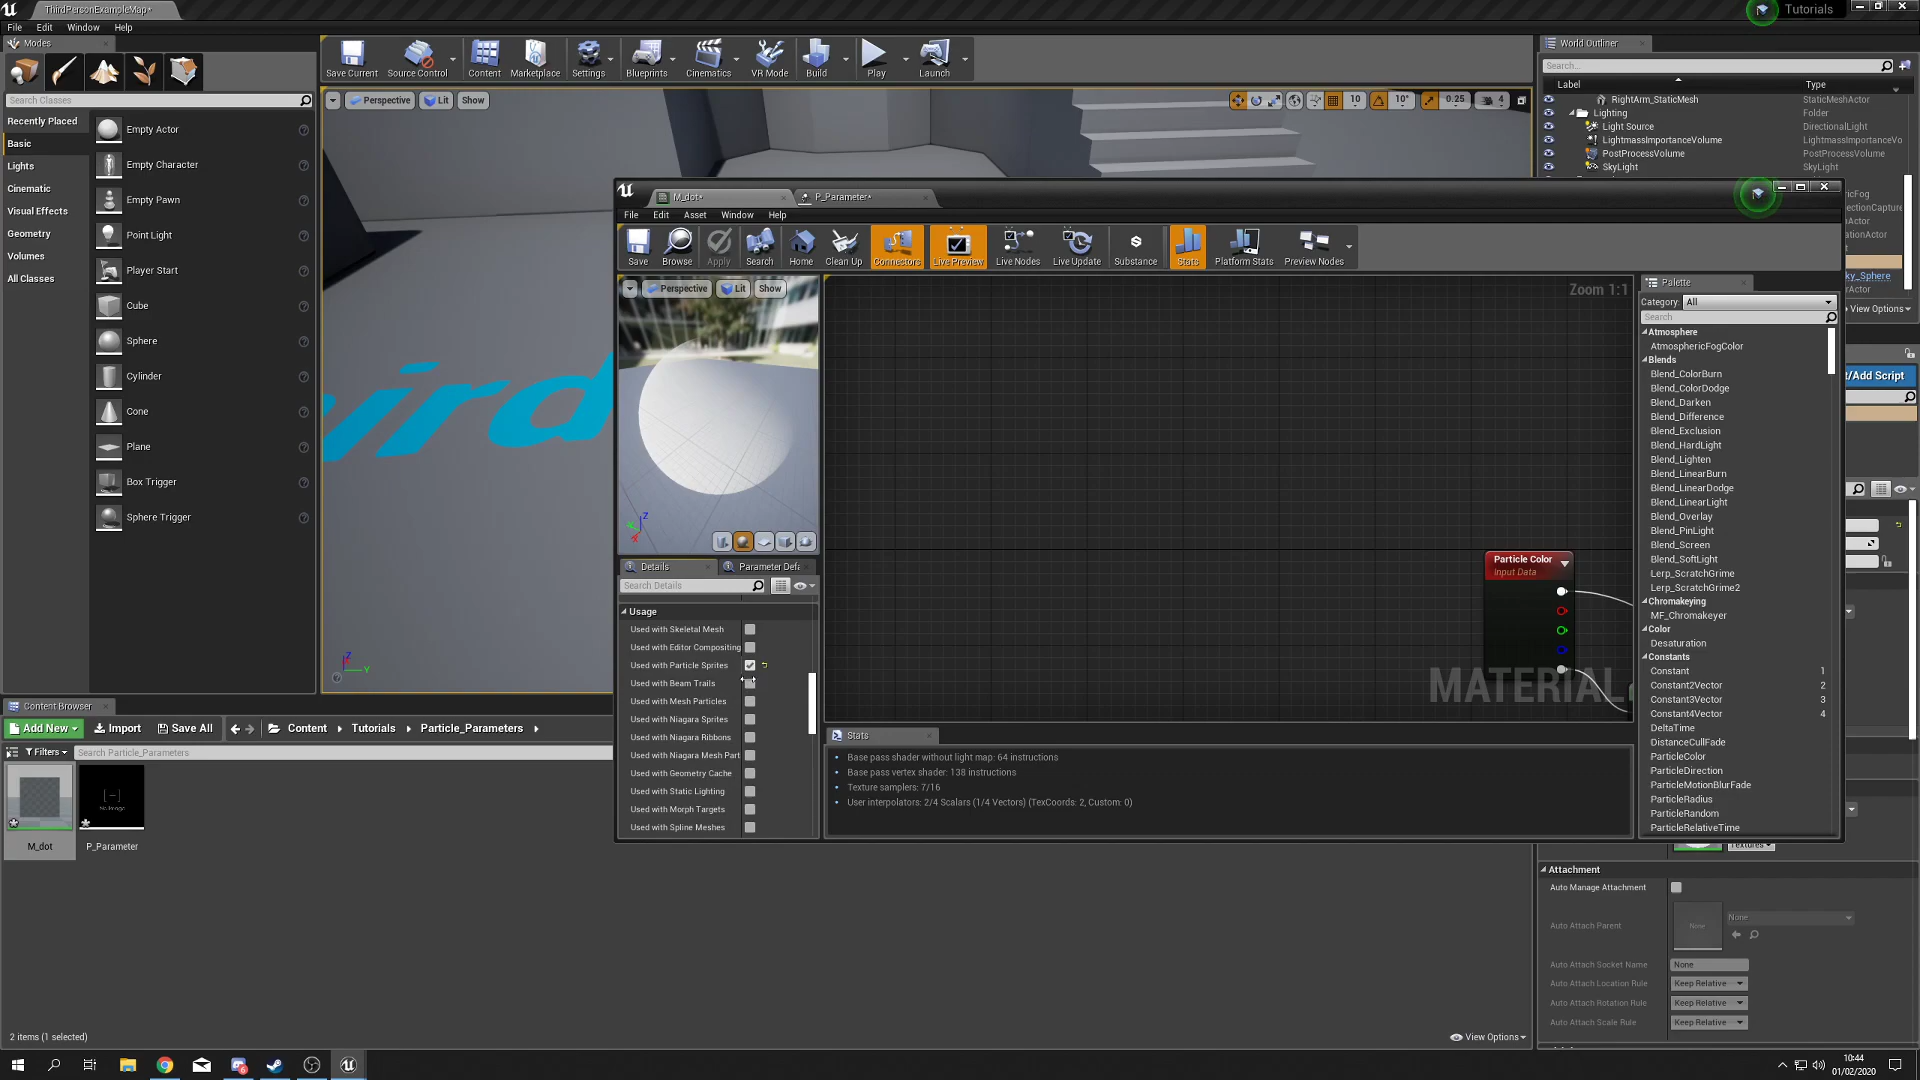 ThirdPersonExampleMap*
Tutorials
File Edit Window Help
Modes
Search Classes
Recently Placed
Basic
Lights
Cinematic
Visual Effects
Geometry
Volumes
All Classes
Empty Actor
Empty Character
Empty Pawn
Point Light
Player Start
Cube
Sphere
Cylinder
Cone
Plane
Box Trigger
Sphere Trigger
Save Current Source Control Content Marketplace Settings Blueprints Cinematics VR Mode Build Play Launch
Perspective Lit Show
10 10° 0.25 4
World Outliner
Search...
Label Type
RightArm_StaticMesh StaticMeshActor
Lighting Folder
Light Source DirectionalLight
LightmassImportanceVolume LightmassImportanceVo
PostProcessVolume PostProcessVolume
SkyLight SkyLight
View Options
/Add Script
M_dot* P_Parameter*
File Edit Asset Window Help
Save Browse Apply Search Home Clean Up Connectors Live Preview Live Nodes Live Update Substance Stats Platform Stats Preview Nodes
Perspective Lit Show
Zoom 1:1
Details Parameter Defa
Search Details
Usage
Used with Skeletal Mesh
Used with Editor Compositing
Used with Particle Sprites
Used with Beam Trails
Used with Mesh Particles
Used with Niagara Sprites
Used with Niagara Ribbons
Used with Niagara Mesh Part
Used with Geometry Cache
Used with Static Lighting
Used with Morph Targets
Used with Spline Meshes
Particle Color
Input Data
MATERIAL
Stats
Base pass shader without light map: 64 instructions
Base pass vertex shader: 138 instructions
Texture samplers: 7/16
User interpolators: 2/4 Scalars (1/4 Vectors) (TexCoords: 2, Custom: 0)
Palette
Category: All
Search
Atmosphere
AtmosphericFogColor
Blends
Blend_ColorBurn
Blend_ColorDodge
Blend_Darken
Blend_Difference
Blend_Exclusion
Blend_HardLight
Blend_Lighten
Blend_LinearBurn
Blend_LinearDodge
Blend_LinearLight
Blend_Overlay
Blend_PinLight
Blend_Screen
Blend_SoftLight
Lerp_ScratchGrime
Lerp_ScratchGrime2
Chromakeying
MF_Chromakeyer
Color
Desaturation
Constants
Constant 1
Constant2Vector 2
Constant3Vector 3
Constant4Vector 4
DeltaTime
DistanceCullFade
ParticleColor
ParticleDirection
ParticleMotionBlurFade
ParticleRadius
ParticleRandom
ParticleRelativeTime
Content Browser
Add New Import Save All Content Tutorials Particle_Parameters
Filters Search Particle_Parameters
M_dot P_Parameter
2 items (1 selected)
View Options
Textures
Attachment
Auto Manage Attachment
Auto Attach Parent None None
Auto Attach Socket Name None
Auto Attach Location Rule Keep Relative
Auto Attach Rotation Rule Keep Relative
Auto Attach Scale Rule Keep Relative
10:44
01/02/2020